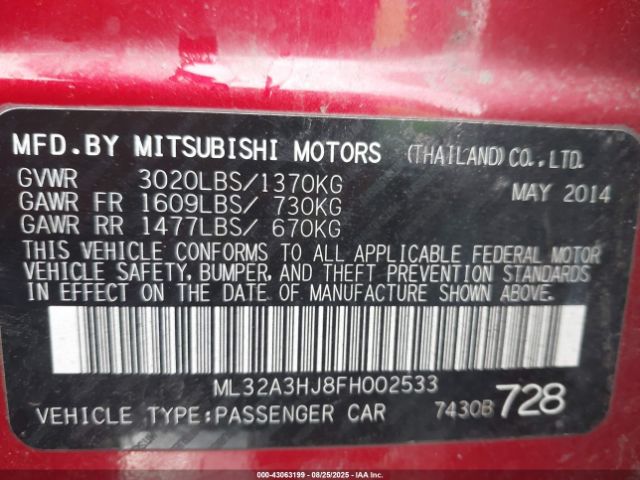 MFD.BY MITSUBISHI MOTORS (THAILAND) CO., LTD.
GVWR 3020LBS/1370KG MAY 2014
GAWR FR 1609LBS/ 730KG
GAWR RR 1477LBS/ 670KG
THIS VEHICLE CONFORMS TO ALL APPLICABLE FEDERAL MOTOR
VEHICLE SAFETY, BUMPER, AND THEFT PREVENTION STANDARDS
IN EFFECT ON THE DATE OF MANUFACTURE SHOWN ABOVE.
ML32A3HJ8FH002533
VEHICLE TYPE:PASSENGER CAR 7430B 728
000-43063199 - 08/25/2025 - IAAI.COM